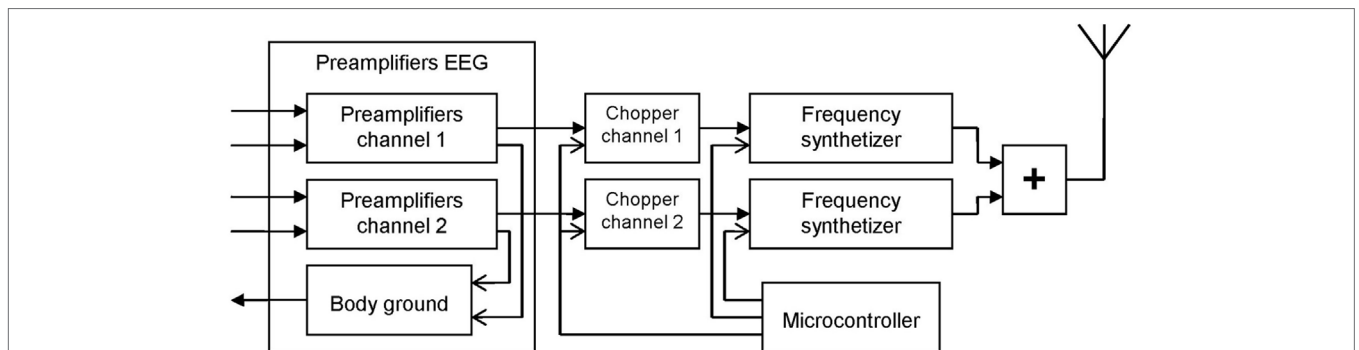 Preamplifiers EEG
Preamplifiers
channel 1
Chopper
channel 1
Frequency
synthetizer
+
Preamplifiers
channel 2
Chopper
channel 2
Frequency
synthetizer
Body ground
Microcontroller